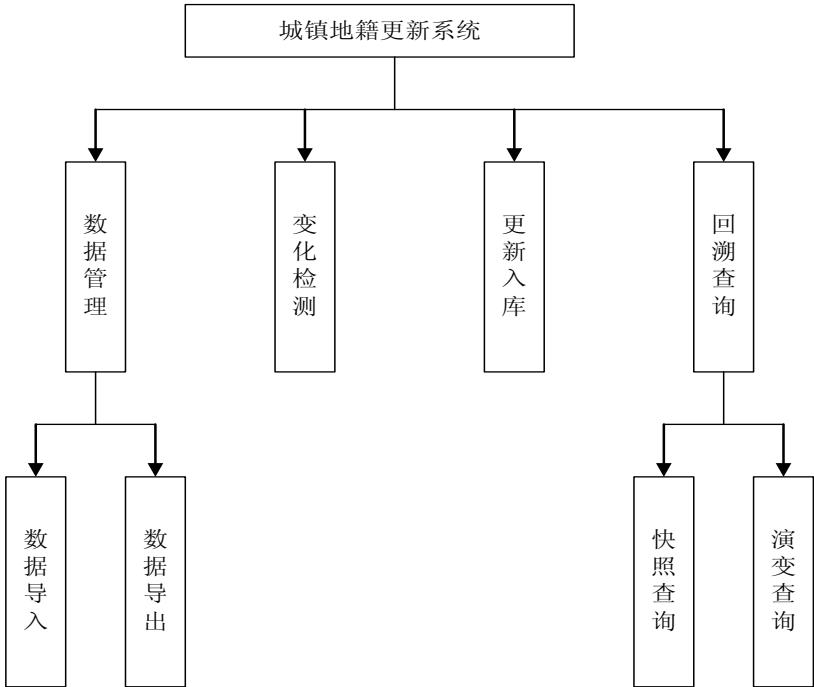 城镇地籍更新系统
数据管理
变化检测
更新入库
回溯查询
数据导入
数据导出
快照查询
演变查询